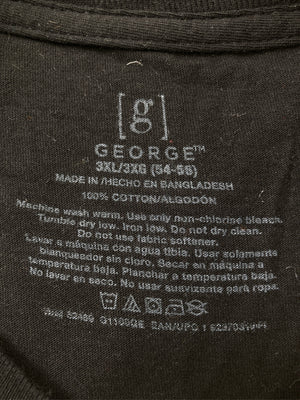 [g]
GEORGE™
3XL/3XG (54-56)
MADE IN /HECHO EN BANGLADESH
100% COTTON/ALGODÓN
Machine wash warm. Use only non-chlorine bleach.
Tumble dry low. Iron low. Do not dry clean.
Do not use fabric softener.
Lavar a máquina con agua tibia. Usar solamente
blanqueador sin cloro. Secar a Máquina a
temperatura baja. Planchar a temperatura baja.
No lavar en seco. No usar suavizante para ropa.
EAN/UPC